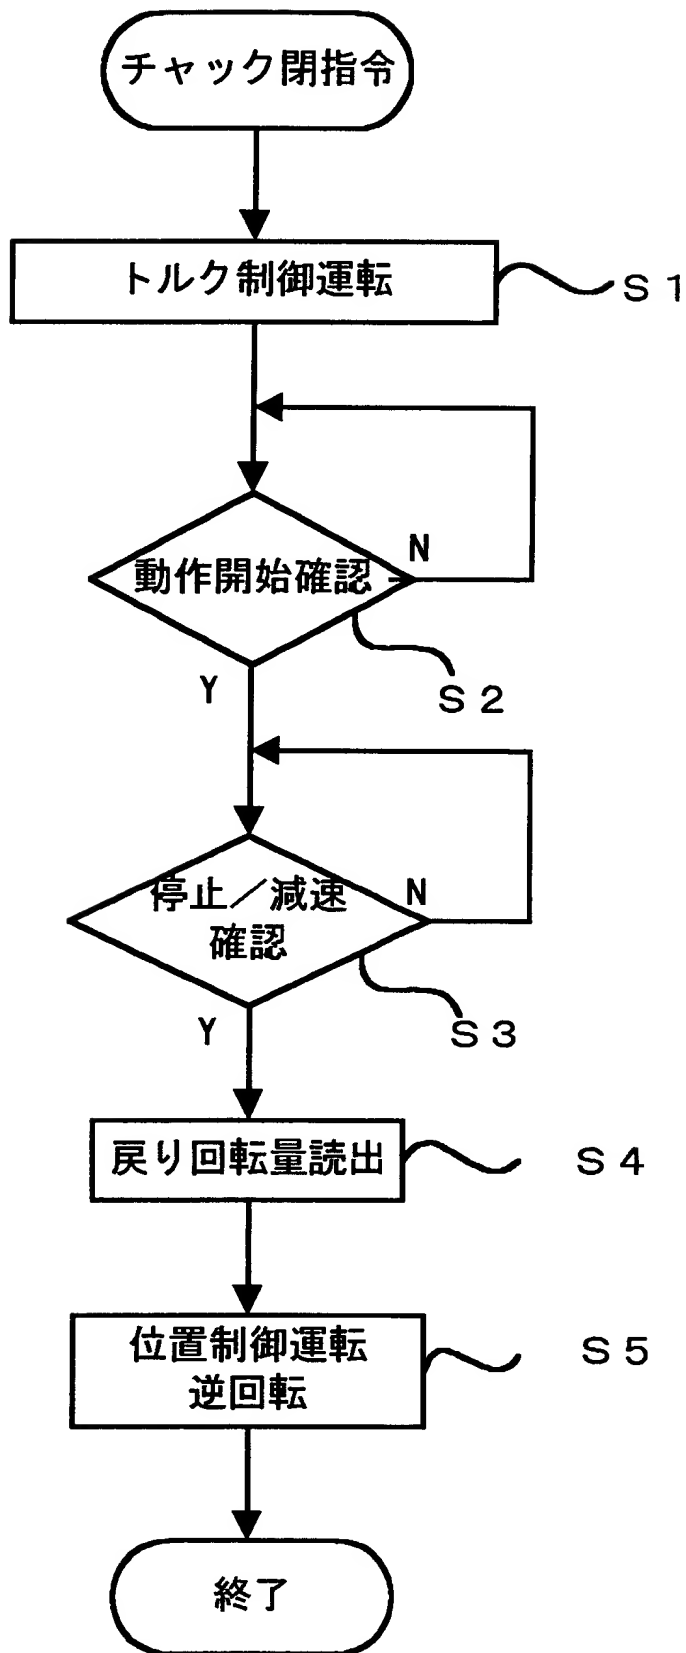 チャック閉指令
トルク制御運転
S1
N
動作開始確認
Y
S2
停止／減速
N
確認
Y
S3
戻り回転量読出
S4
位置制御運転
逆回転
S5
終了